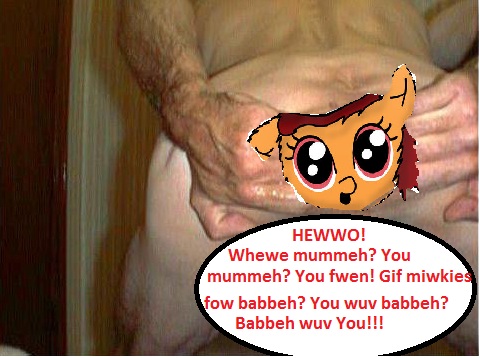 HEWWO!
Whewe mummeh? You
mummeh? You fwen! Gif miwkies
fow babbeh? You wuv babbeh?
Babbeh wuv You!!!